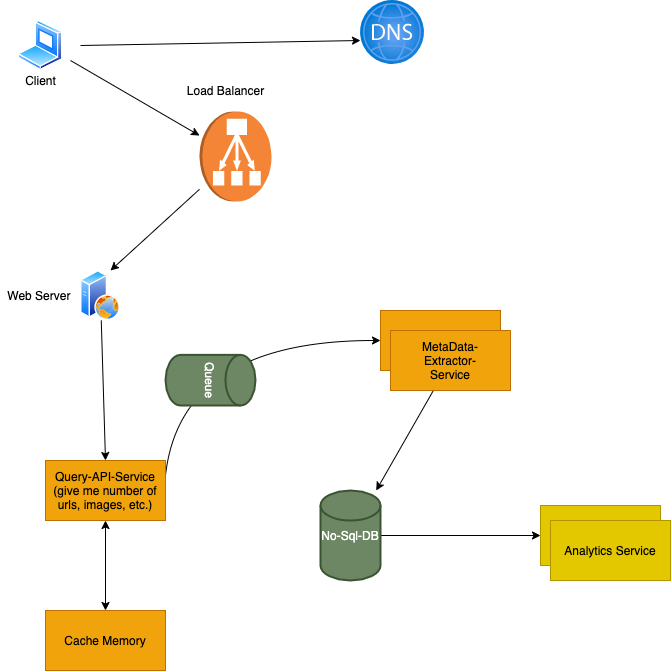 DNS
Client
Load Balancer
Web Server
Queue
MetaData-
Extractor-
Service
Query-API-Service
(give me number of
urls, images, etc.)
No-Sql-DB
Analytics Service
Cache Memory